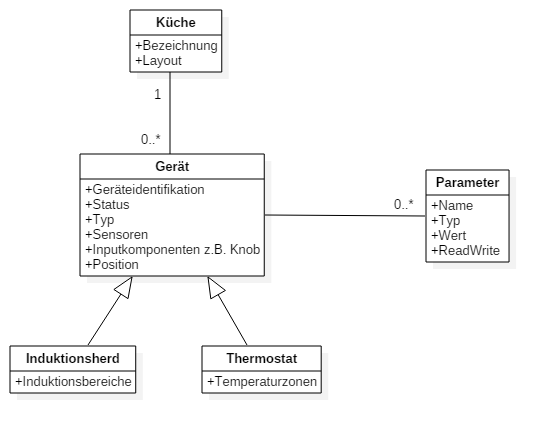 Küche
+Bezeichnung
+Layout
1
0..*
Gerät
+Geräteidentifikation
+Status
+Typ
+Sensoren
+Inputkomponenten z.B. Knob
+Position
0..*
Parameter
+Name
+Typ
+Wert
+ReadWrite
Induktionsherd
+Induktionsbereiche
Thermostat
+Temperaturzonen